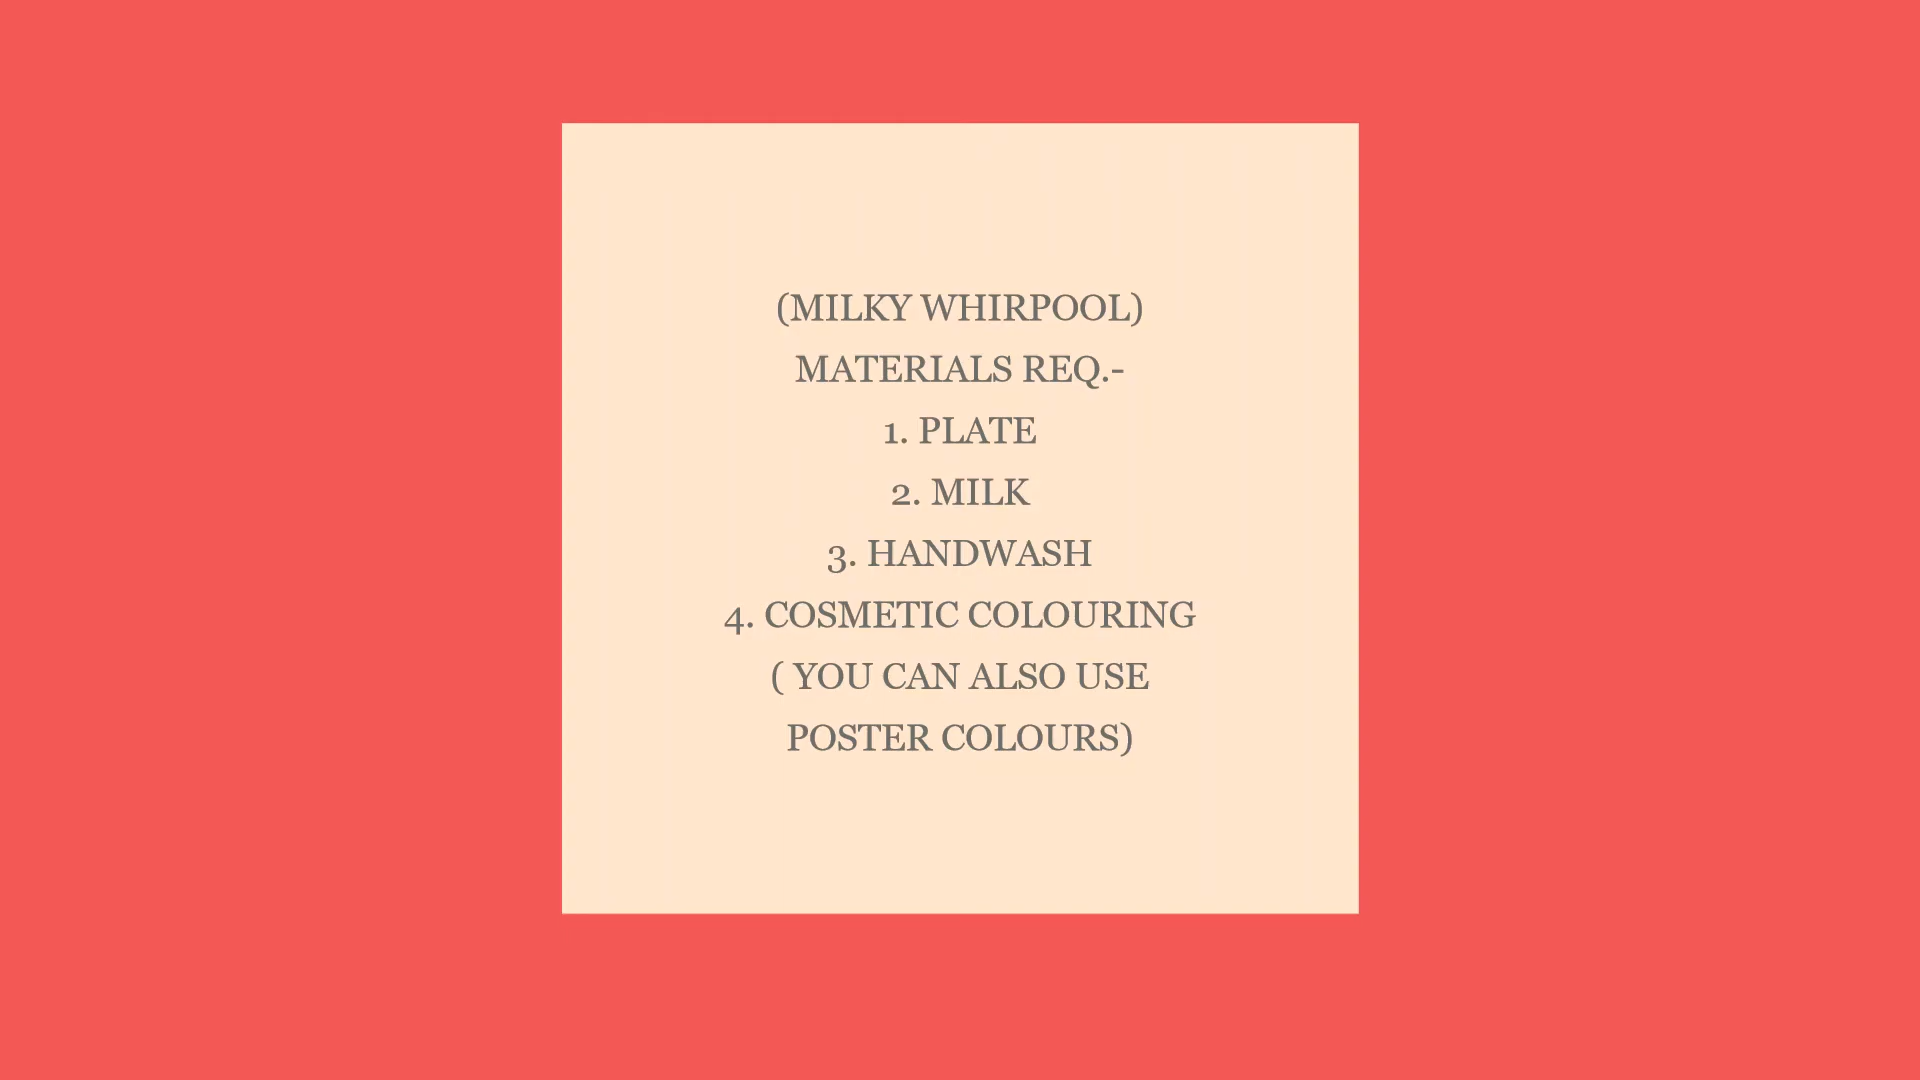 (MILKY WHIRPOOL)
MATERIALS REQ.-
1. PLATE
2. MILK
3. HANDWASH
4. COSMETIC COLOURING
( YOU CAN ALSO USE
POSTER COLOURS)